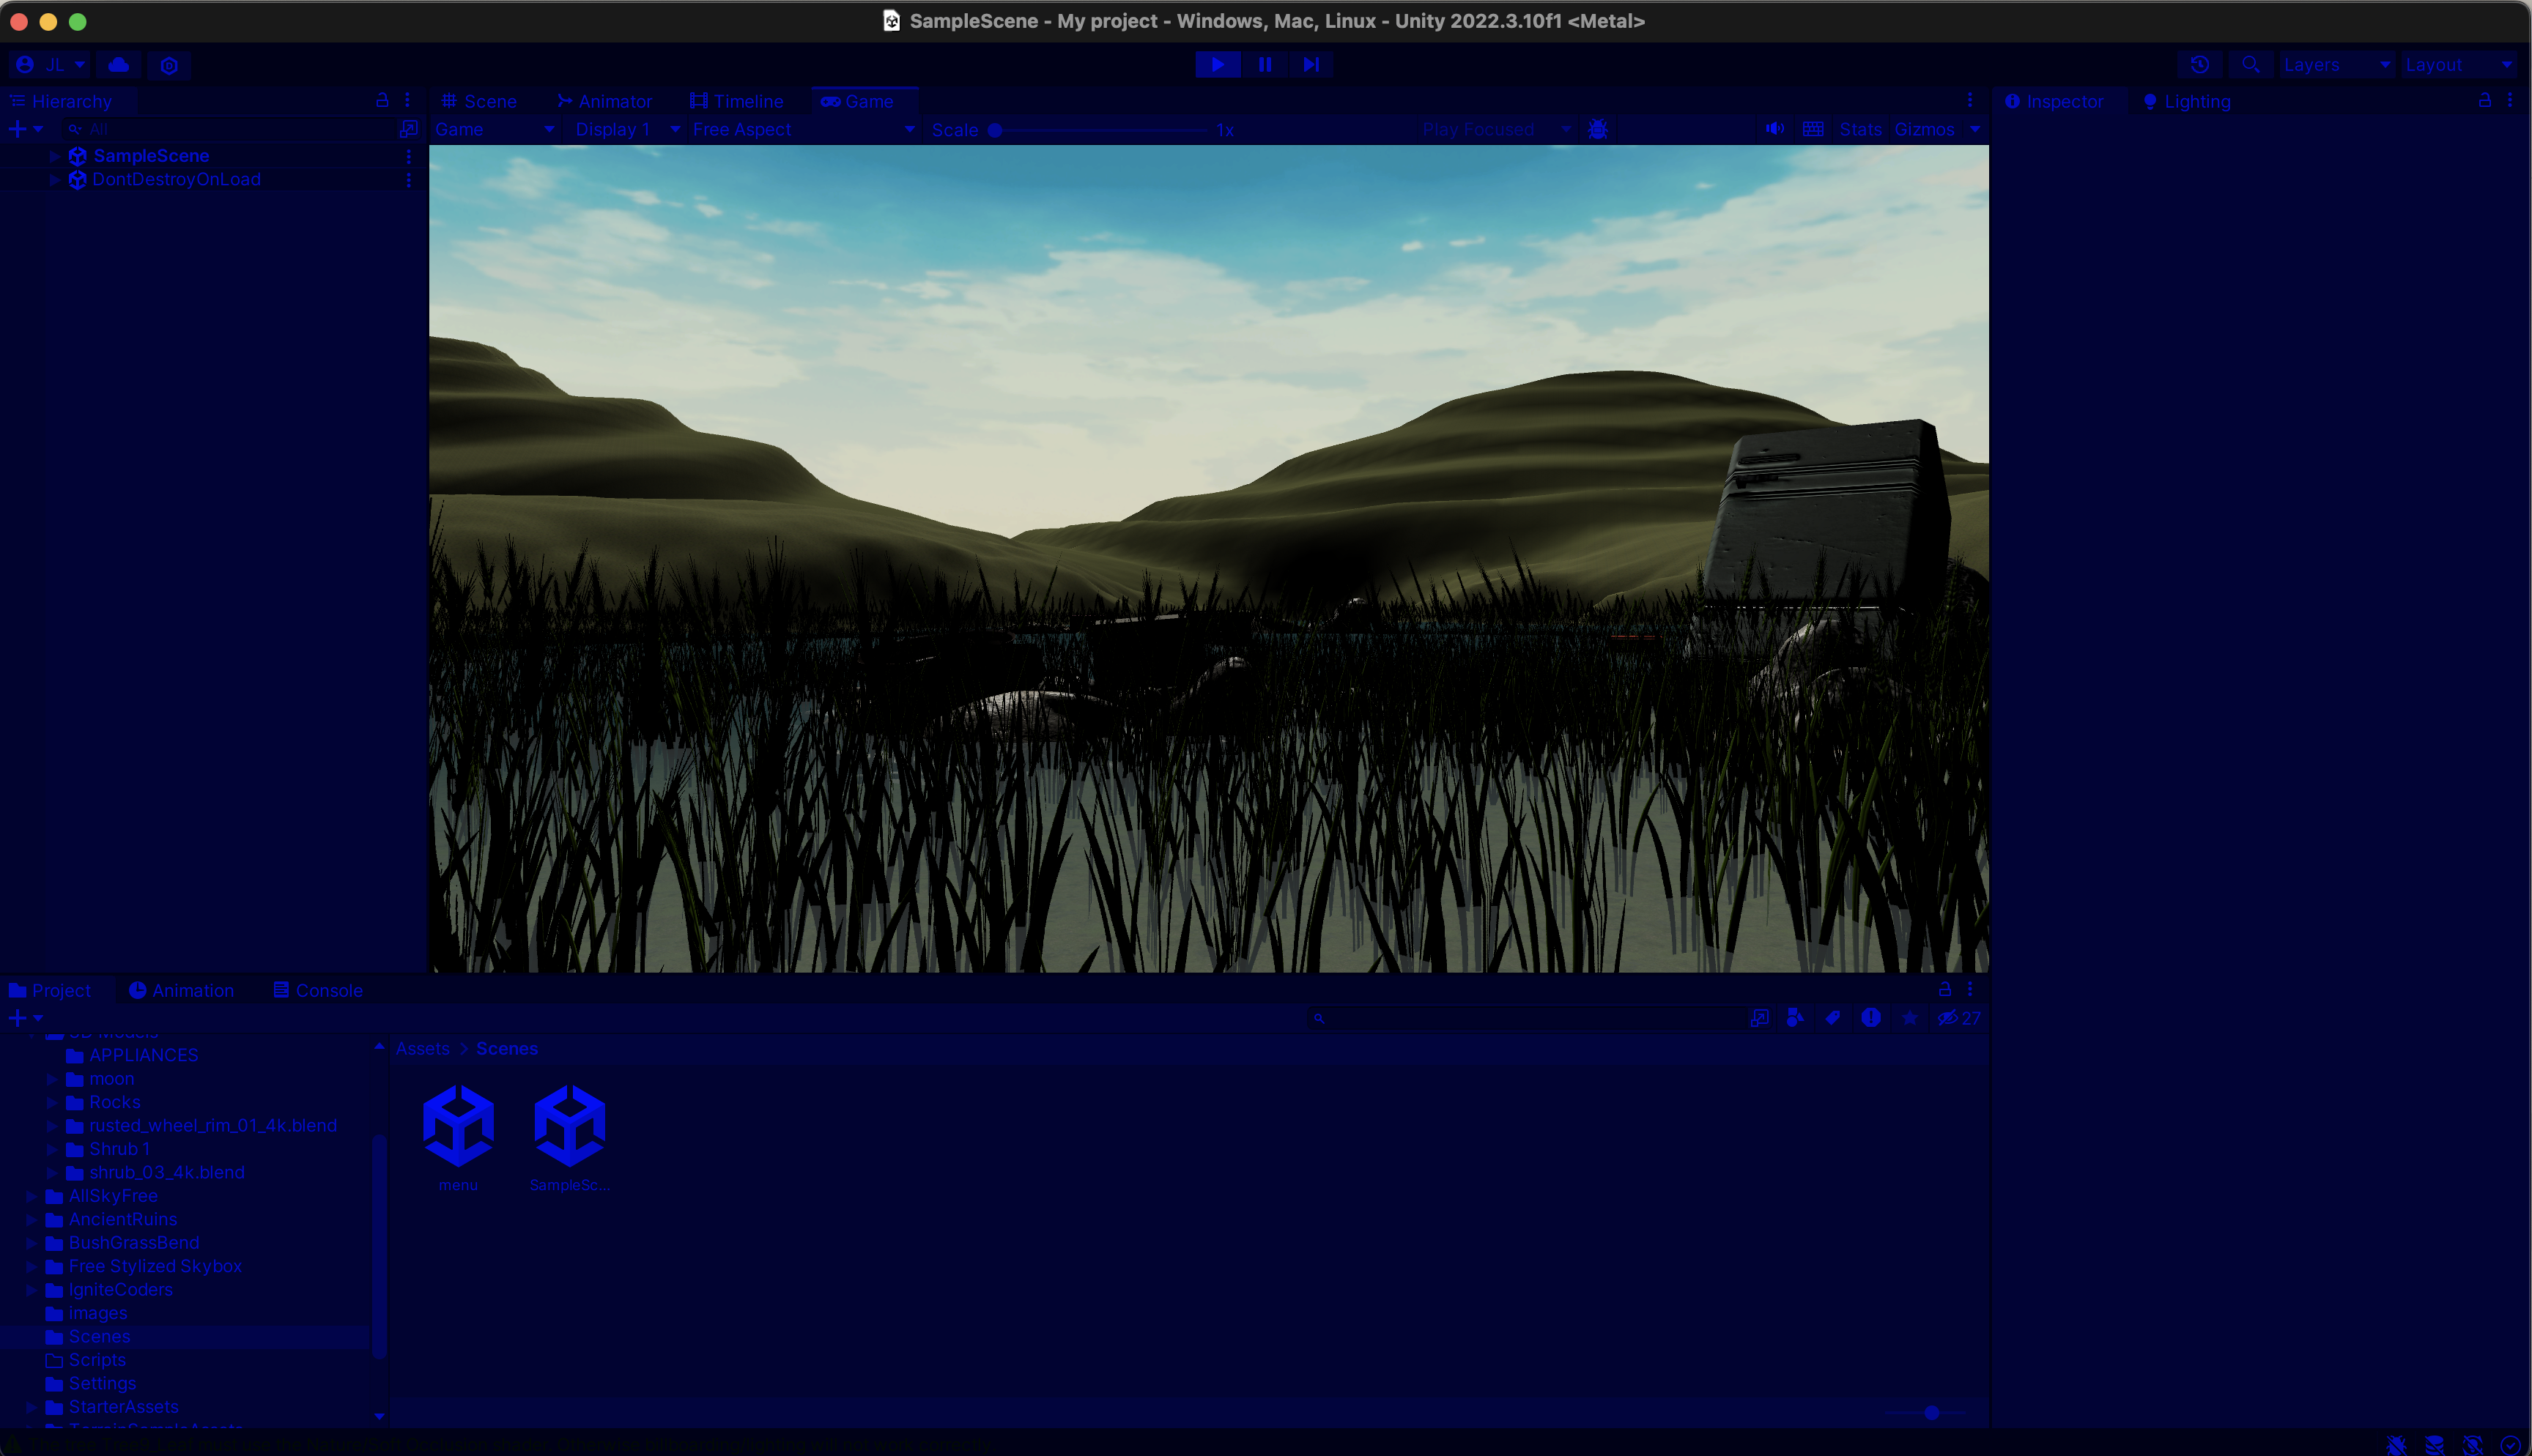 SampleScene - My project - Windows, Mac, Linux - Unity 2022.3.10f1 <Metal>
JL
Layers
Layout
Hierarchy
Scene
Animator
Timeline
Game
Inspector
Lighting
All
Game
Display 1
Free Aspect
Scale
1x
Play Focused
Stats
Gizmos
SampleScene
DontDestroyOnLoad
Project
Animation
Console
27
3D Models
APPLIANCES
moon
Rocks
rusted_wheel_rim_01_4k.blend
Shrub 1
shrub_03_4k.blend
AllSkyFree
AncientRuins
BushGrassBend
Free Stylized Skybox
IgniteCoders
images
Scenes
Scripts
Settings
StarterAssets
Assets > Scenes
menu
SampleSc...